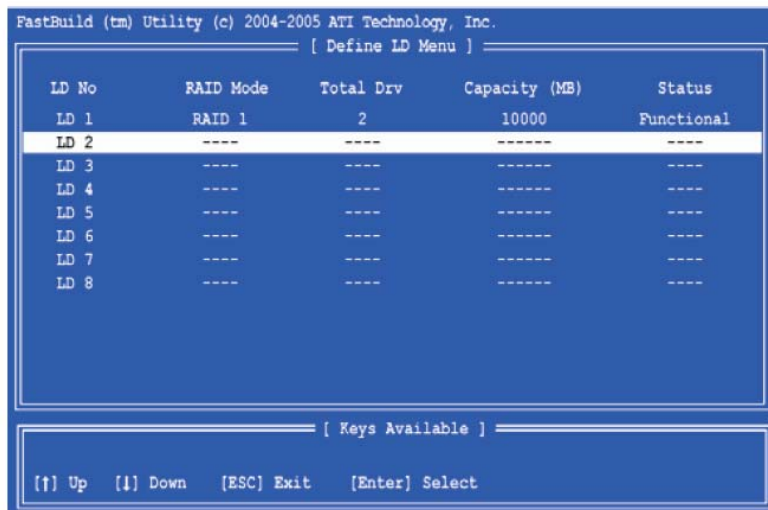 FastBuild (tm) Utility (c) 2004-2005 ATI Technology, Inc.
[ Define LD Menu ]
LD No RAID Mode Total Drv Capacity (MB) Status
LD 1 RAID 1 2 10000 Functional
LD 2 ---- ---- ------ ----
LD 3 ---- ---- ------ ----
LD 4 ---- ---- ------ ----
LD 5 ---- ---- ------ ----
LD 6 ---- ---- ------ ----
LD 7 ---- ---- ------ ----
LD 8 ---- ---- ------ ----
[ Keys Available ]
[↑] Up [↓] Down [ESC] Exit [Enter] Select